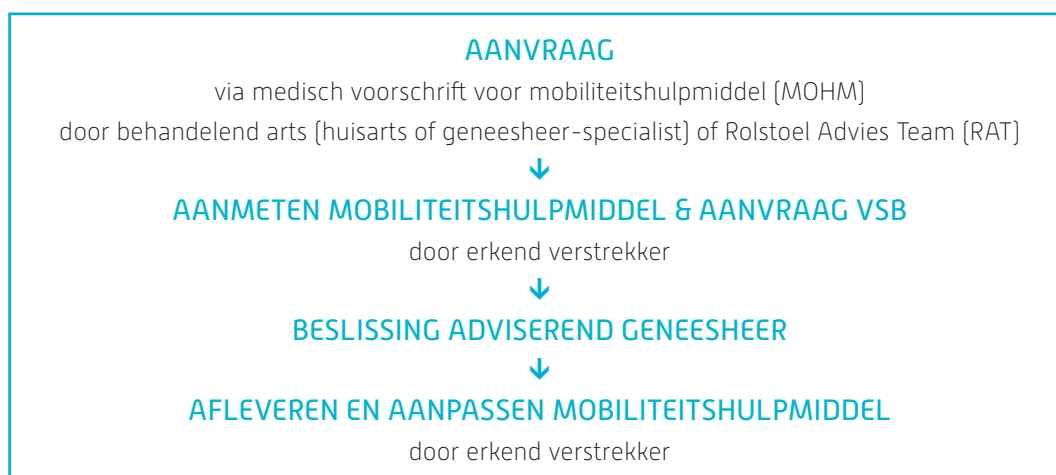 AANVRAAG
via medisch voorschrift voor mobiliteitshulpmiddel (MOHM)
door behandelend arts (huisarts of geneesheer-specialist) of Rolstoel Advies Team (RAT)
↓
AANMETEN MOBILITEITSHULPMIDDEL & AANVRAAG VSB
door erkend verstrekker
↓
BESLISSING ADVISEREND GENEESHEER
↓
AFLEVEREN EN AANPASSEN MOBILITEITSHULPMIDDEL
door erkend verstrekker